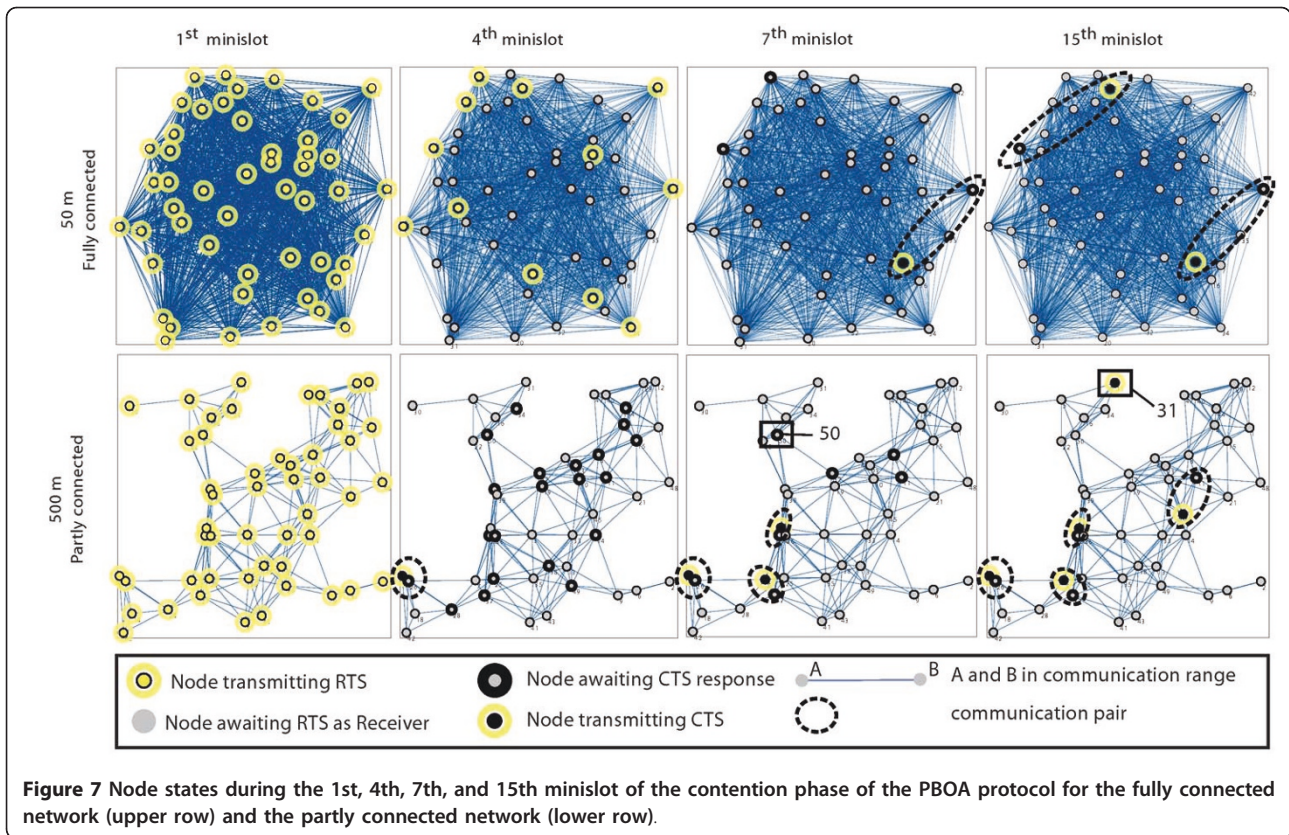 1st minislot
4th minislot
7th minislot
15th minislot
50 m
Fully connected
500 m
Partly connected
50
31
Node transmitting RTS
Node awaiting RTS as Receiver
Node awaiting CTS response
Node transmitting CTS
A B A and B in communication range
communication pair
Figure 7 Node states during the 1st, 4th, 7th, and 15th minislot of the contention phase of the PBOA protocol for the fully connected
network (upper row) and the partly connected network (lower row).